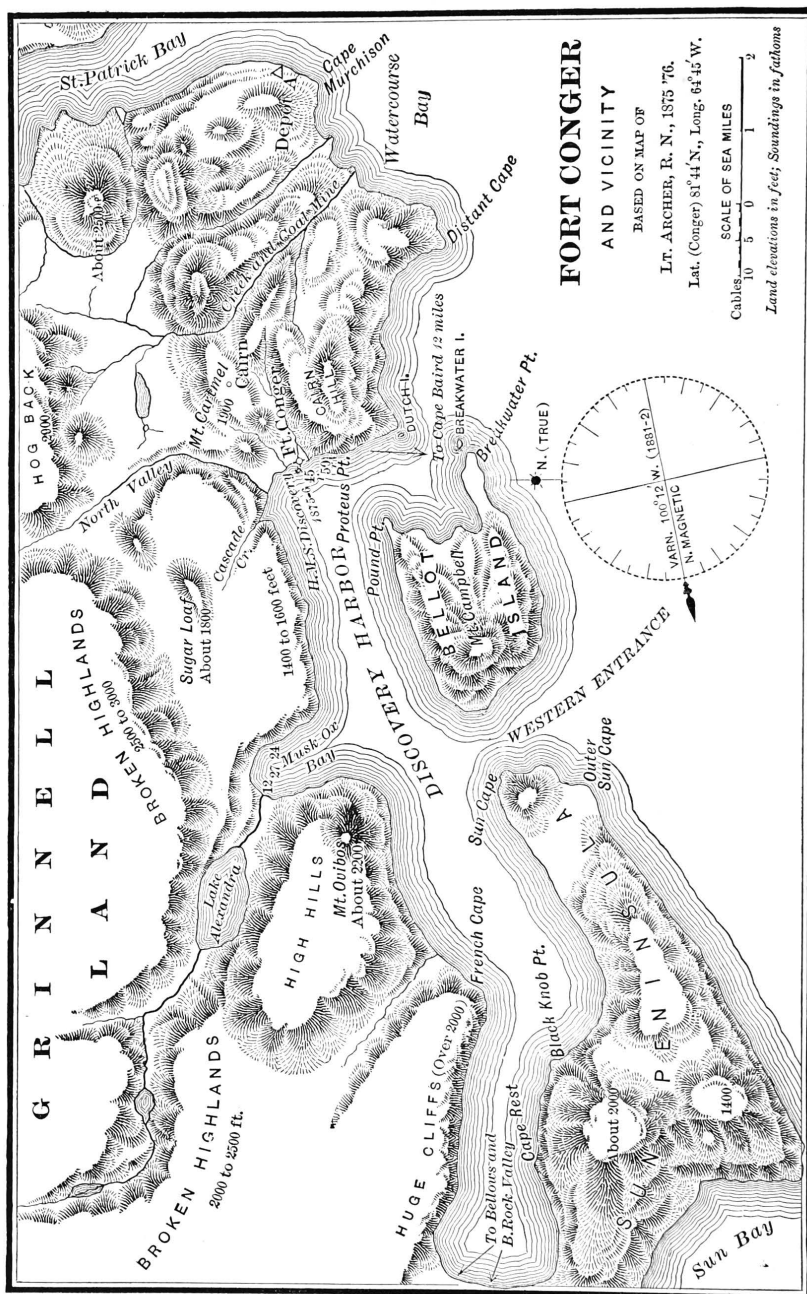 FORT CONGER
AND VICINITY
BASED ON MAP OF
LT. ARCHER, R. N., 1875 '76.
Lat. (Conger) 81°44'N., Long. 64°45'W.
SCALE OF SEA MILES
Cables 10 5 0 1 2
Land elevations in feet; Soundings in fathoms
GRINNELL
LAND
BROKEN HIGHLANDS
2500 to 3000
HOG BACK
2000
St. Patrick Bay
About 2500
Depot A
Cape
Murchison
Watercourse
Bay
Creek and Coal Mine
Distant Cape
North Valley
Mt. Cartmel
1900
Cairn
Ft. Conger
CAIRN
HILL
DUTCH I.
Sugar Loaf
About 1800
Cascade
Cr.
1400 to 1600 feet
H.M.S. Discovery
1875-6
Proteus Pt.
To Cape Baird 12 miles
BREAKWATER I.
Breakwater Pt.
Pound Pt.
BELLOT
Mt. Campbell
ISLAND
DISCOVERY HARBOR
Lake
Alexandra
12 27 24
Musk-Ox
Bay
HIGH HILLS
Mt. Ovibos
About 2200
BROKEN HIGHLANDS
2000 to 2500 ft.
HUGE CLIFFS (Over 2000)
French Cape
Sun Cape
WESTERN ENTRANCE
Outer
Sun Cape
To Bellows and
B. Rock Valley
Cape Rest
Black Knob Pt.
About 2000
1400
SUN PENINSULA
Sun Bay
N. (TRUE)
VARN. 100°12'W. (1881-2)
N. MAGNETIC